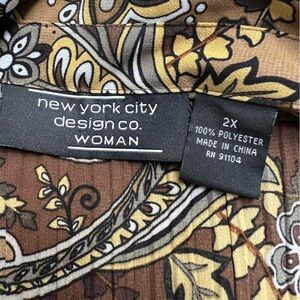 new york city
design co.
WOMAN
2X
100% POLYESTER
MADE IN CHINA
RN 91104